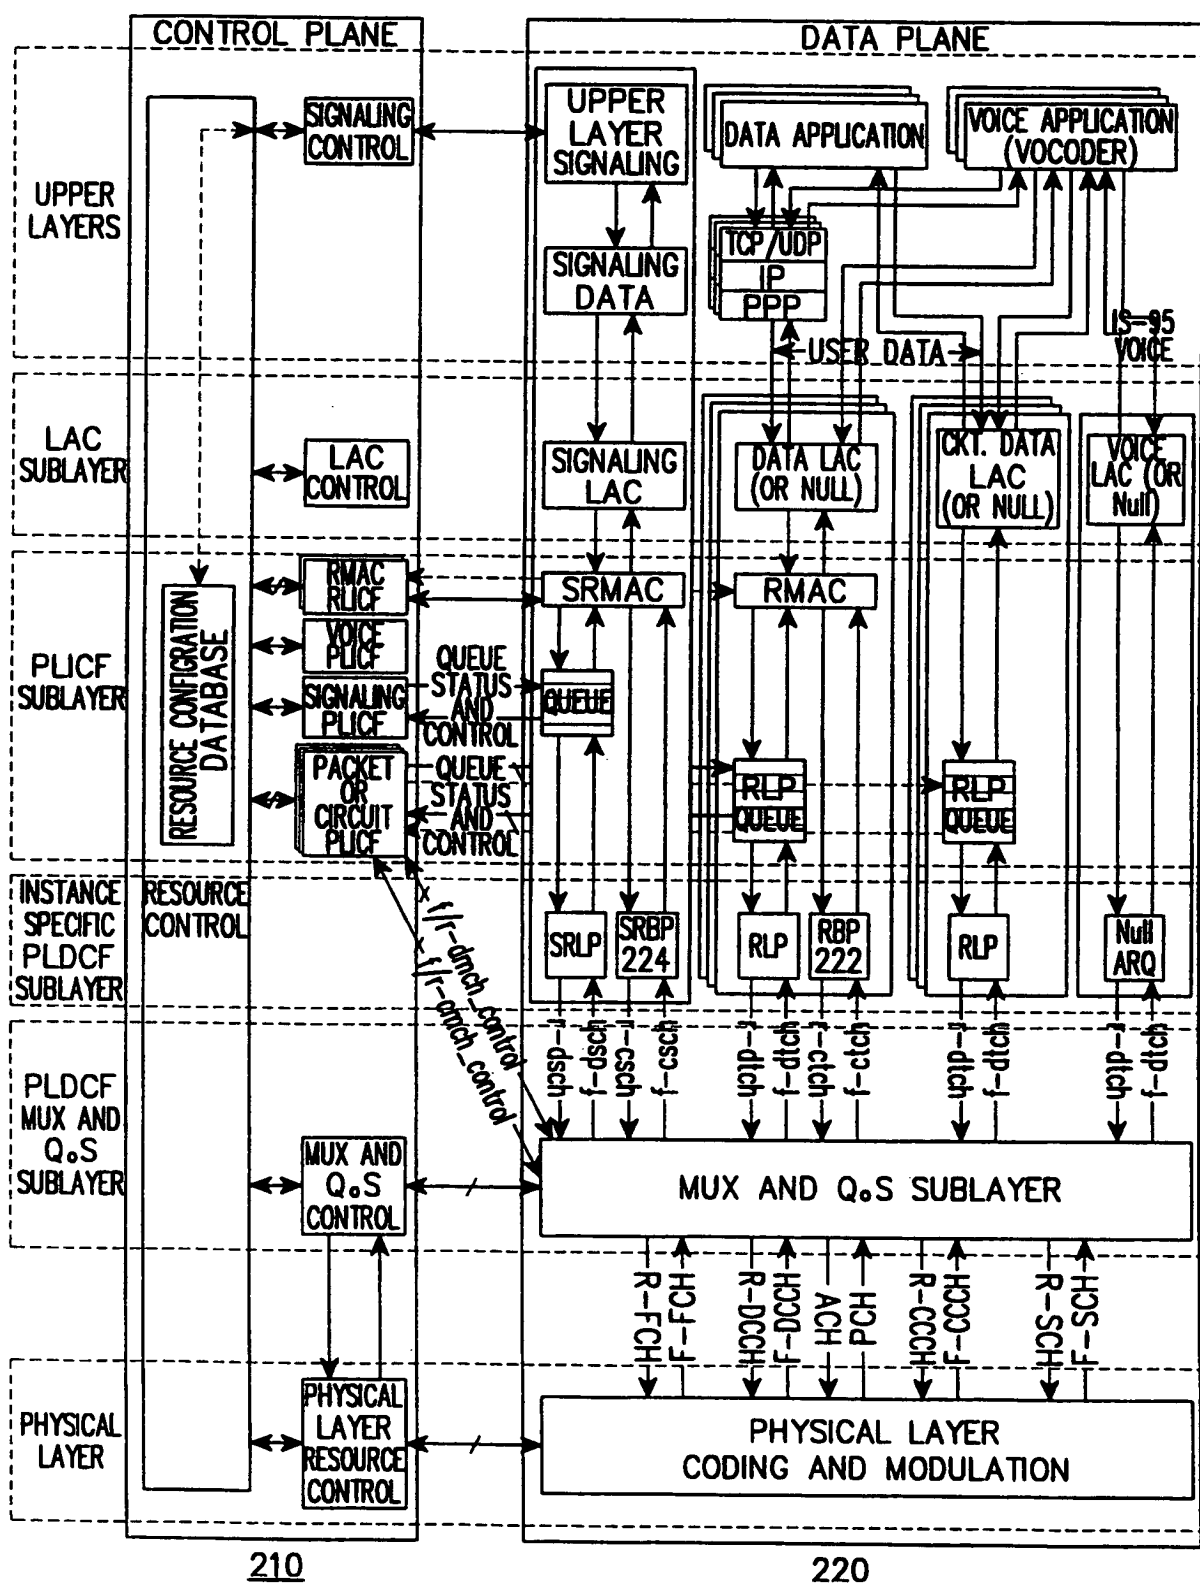 CONTROL PLANE
DATA PLANE
UPPER
LAYERS
LAC
SUBLAYER
PLICF
SUBLAYER
INSTANCE
SPECIFIC
PLDCF
SUBLAYER
PLDCF
MUX AND
QoS
SUBLAYER
PHYSICAL
LAYER
RESOURCE CONFIGRATION
DATABASE
RESOURCE
CONTROL
SIGNALING
CONTROL
LAC
CONTROL
RMAC
RLICF
VOICE
PLICF
SIGNALING
PLICF
PACKET
OR
CIRCUIT
PLICF
MUX AND
QoS
CONTROL
PHYSICAL
LAYER
RESOURCE
CONTROL
QUEUE
STATUS
AND
CONTROL
QUEUE
STATUS
AND
CONTROL
f/r-dmch_control
f/r-cmch_control
UPPER
LAYER
SIGNALING
SIGNALING
DATA
SIGNALING
LAC
SRMAC
QUEUE
SRLP
SRBP
224
DATA APPLICATION
TCP/UDP
IP
PPP
USER DATA
DATA LAC
(OR NULL)
RMAC
RLP
QUEUE
RLP
RBP
222
VOICE APPLICATION
(VOCODER)
IS-95
VOICE
CKT. DATA
LAC
(OR NULL)
RLP
QUEUE
RLP
VOICE
LAC (OR
Null)
Null
ARQ
r-dsch
f-dsch
r-csch
f-csch
r-dtch
f-dtch
r-ctch
f-ctch
r-dtch
f-dtch
r-dtch
f-dtch
MUX AND QoS SUBLAYER
R-FCH
F-FCH
R-DCCH
F-DCCH
ACH
PCH
R-CCCH
F-CCCH
R-SCH
F-SCH
PHYSICAL LAYER
CODING AND MODULATION
210
220